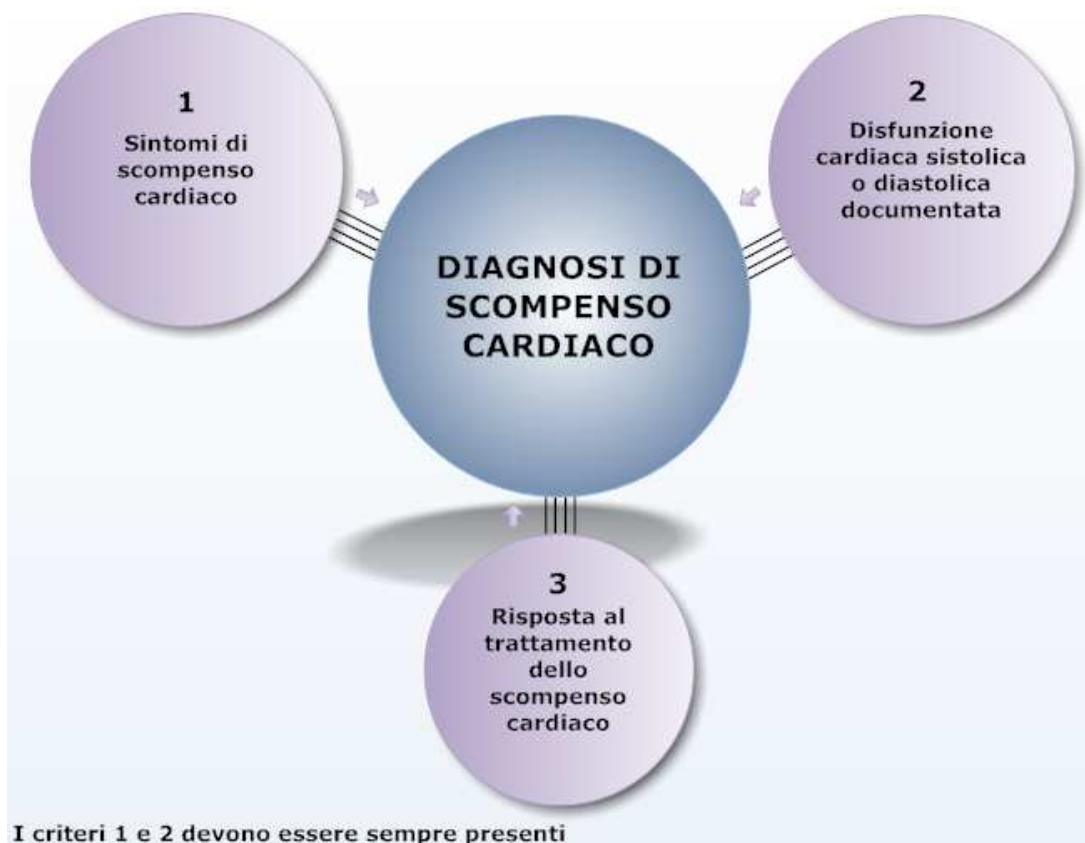 1
Sintomi di
scompenso
cardiaco
2
Disfunzione
cardiaca sistolica
o diastolica
documentata
DIAGNOSI DI
SCOMPENSO
CARDIACO
3
Risposta al
trattamento
dello
scompenso
cardiaco
I criteri 1 e 2 devono essere sempre presenti